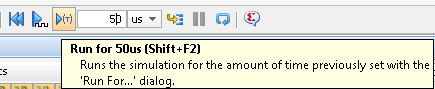 (T) 50 us
Run for 50us (Shift+F2)
Runs the simulation for the amount of time previously set with the
'Run For...' dialog.
ts